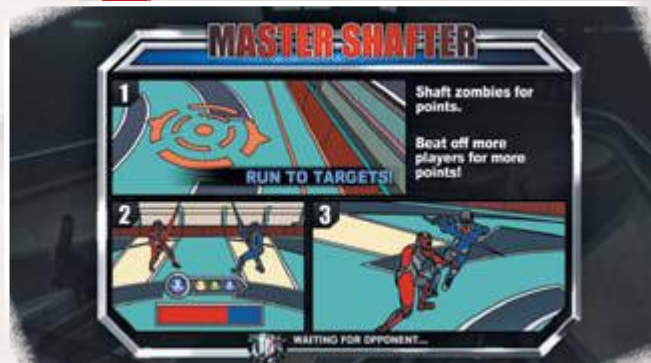 MASTER SHAFTER
1
Shaft zombies for
points.
Beat off more
players for more
points!
RUN TO TARGETS!
2
3
WAITING FOR OPPONENT...